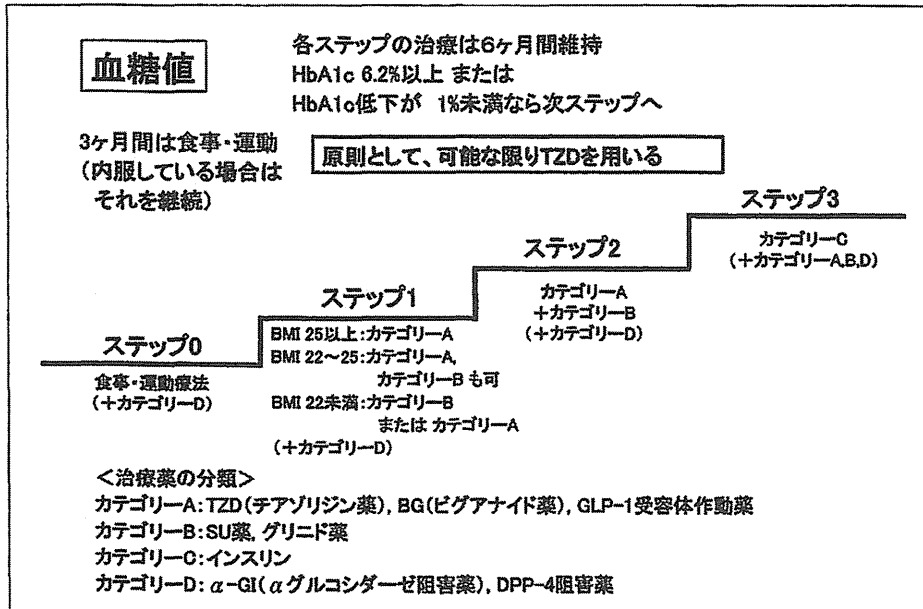 血糖値
各ステップの治療は6ヶ月間維持
HbA1c 6.2%以上 または
HbA1c低下が 1%未満なら次ステップへ
3ヶ月間は食事・運動
(内服している場合は
それを継続)
原則として、可能な限りTZDを用いる
ステップ3
カテゴリーC
(+カテゴリーA,B,D)
ステップ2
カテゴリーA
+カテゴリーB
(+カテゴリーD)
ステップ1
BMI 25以上:カテゴリーA
BMI 22~25:カテゴリーA,
カテゴリーB も可
BMI 22未満:カテゴリーB
または カテゴリーA
(+カテゴリーD)
ステップ0
食事・運動療法
(+カテゴリーD)
<治療薬の分類>
カテゴリーA:TZD(チアゾリジン薬), BG(ビグアナイド薬), GLP-1受容体作動薬
カテゴリーB:SU薬, グリニド薬
カテゴリーC:インスリン
カテゴリーD: α-GI(αグルコシダーゼ阻害薬), DPP-4阻害薬